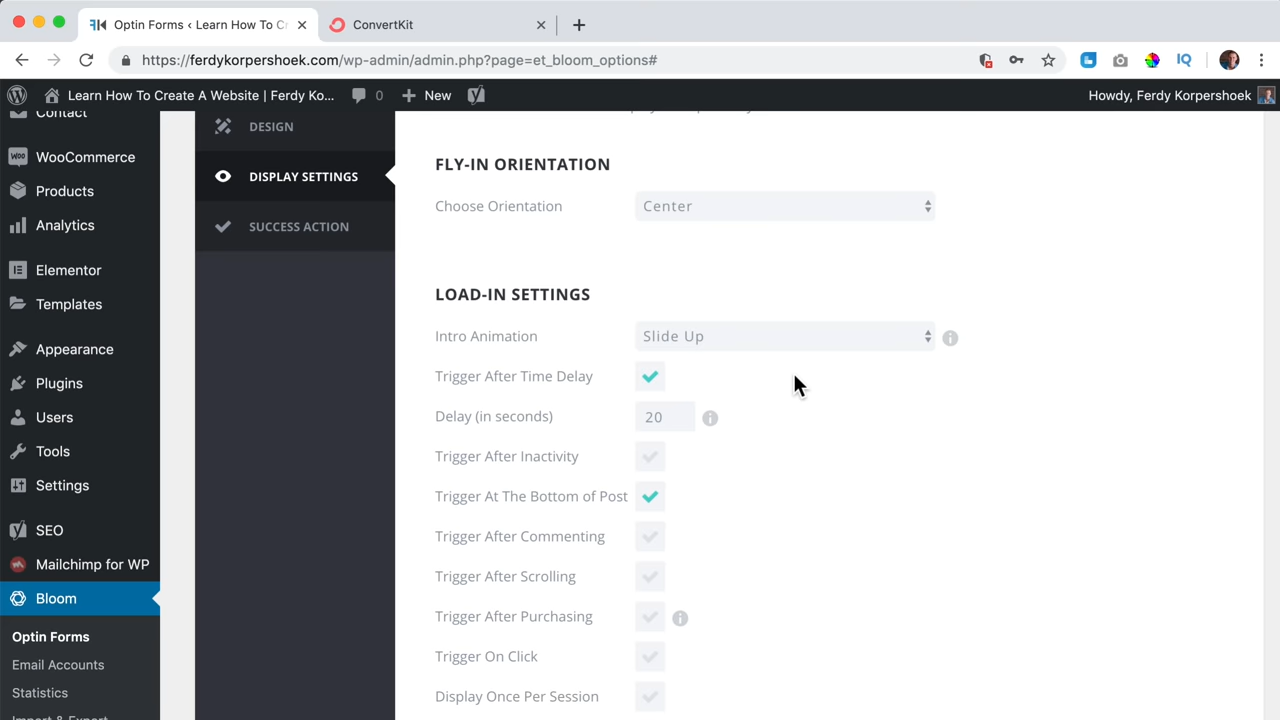 Optin Forms ‹ Learn How To Cr
ConvertKit
https://ferdykorpershoek.com/wp-admin/admin.php?page=et_bloom_options#
IQ
Learn How To Create A Website | Ferdy Ko...
0
New
Howdy, Ferdy Korpershoek
Contact
WooCommerce
Products
Analytics
Elementor
Templates
Appearance
Plugins
Users
Tools
Settings
SEO
Mailchimp for WP
Bloom
Optin Forms
Email Accounts
Statistics
Import & Export
DESIGN
DISPLAY SETTINGS
SUCCESS ACTION
FLY-IN ORIENTATION
Choose Orientation Center
LOAD-IN SETTINGS
Intro Animation Slide Up
Trigger After Time Delay
Delay (in seconds) 20
Trigger After Inactivity
Trigger At The Bottom of Post
Trigger After Commenting
Trigger After Scrolling
Trigger After Purchasing
Trigger On Click
Display Once Per Session